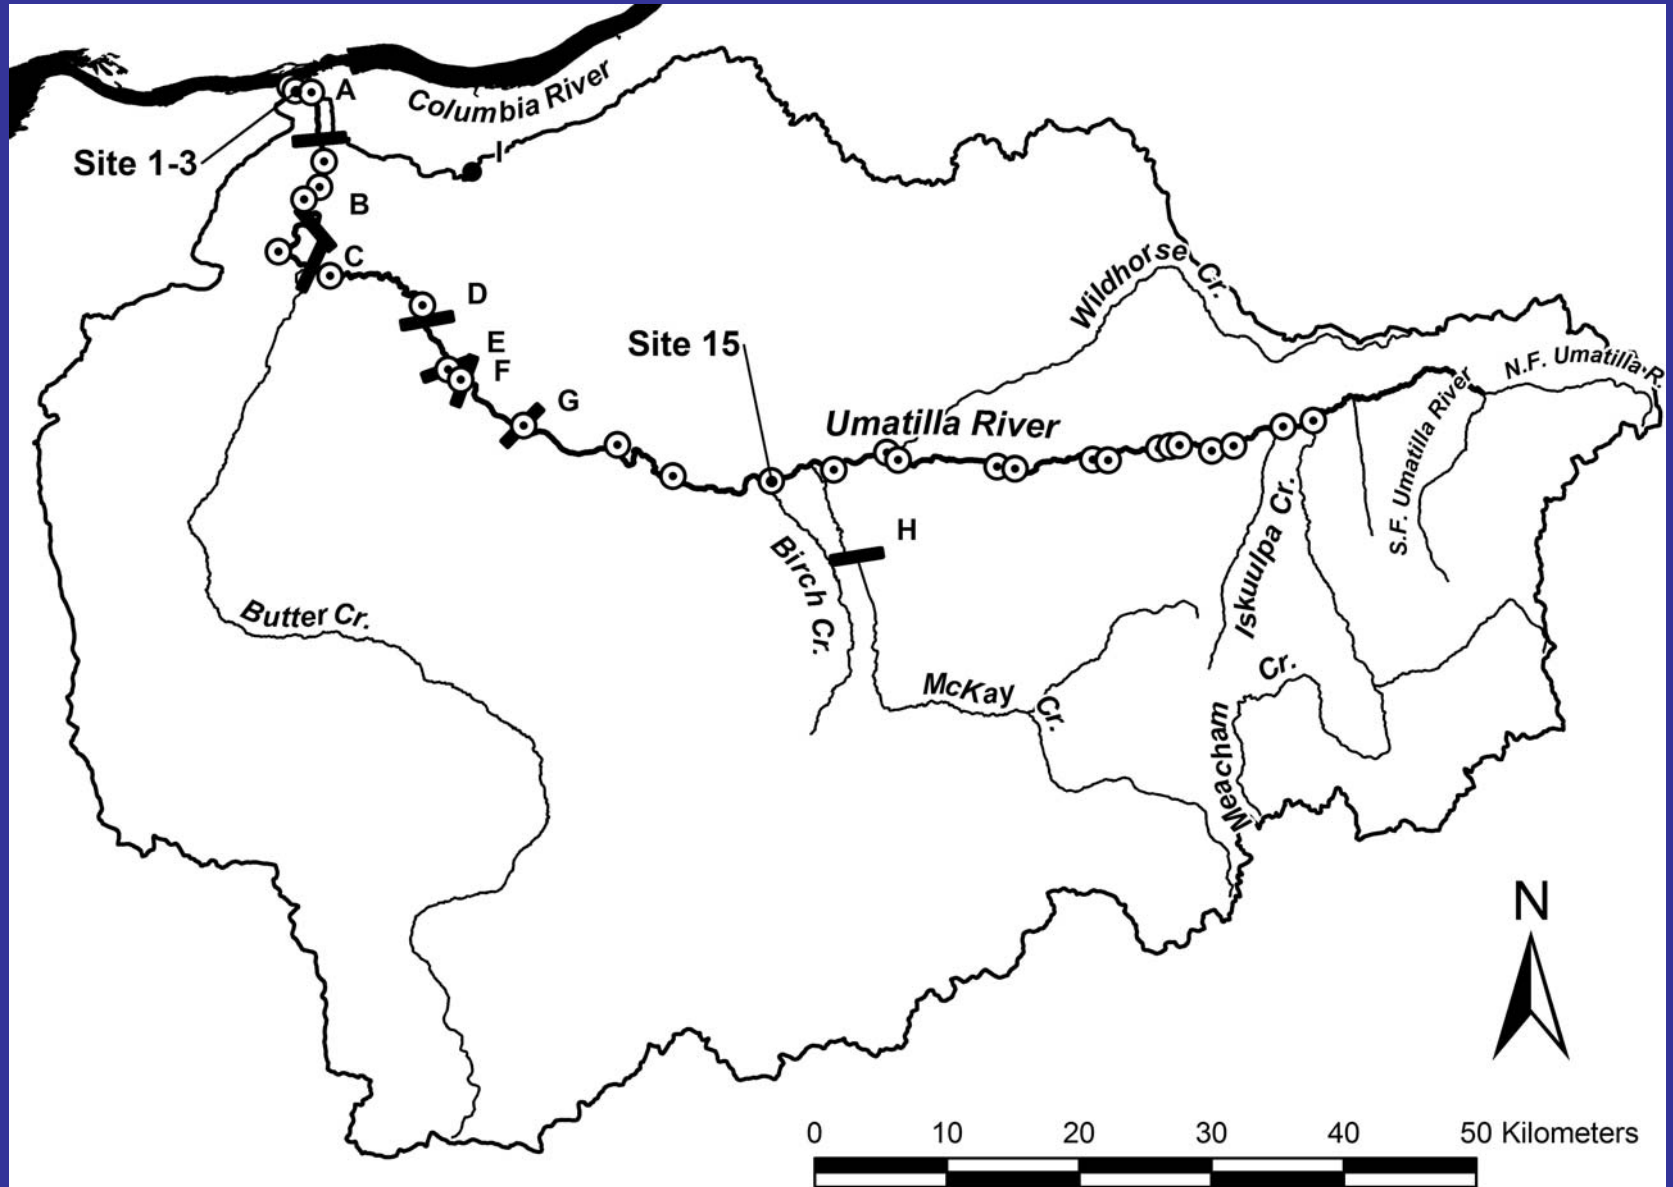 Columbia River
A
Site 1-3
I
B
C
Wildhorse Cr.
D
E
Site 15
F
N.F. Umatilla R.
G
Umatilla River
S.F. Umatilla River
H
Birch Cr.
Iskuulpa Cr.
Butter Cr.
McKay Cr.
Meacham Cr.
N
0 10 20 30 40 50 Kilometers